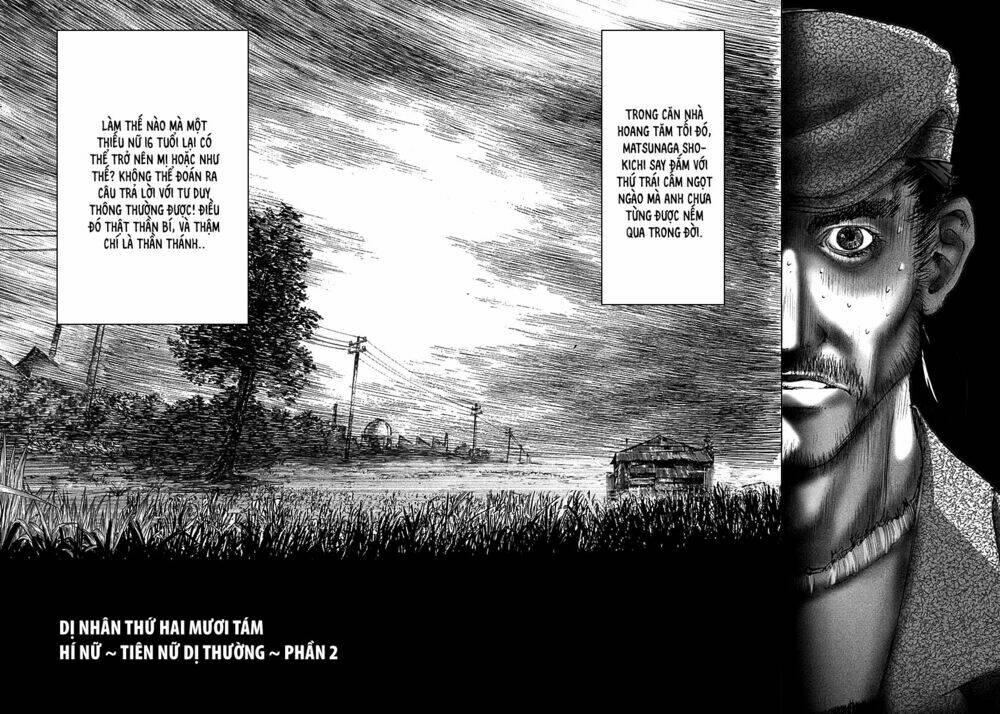 TRONG CĂN NHÀ
HOANG TĂM TỐI ĐÓ,
MATSUNAGA SHO-
KICHI SAY ĐẮM VỚI
THỨ TRÁI CẤM NGỌT
NGÀO MÀ ANH CHƯA
TỪNG ĐƯỢC NẾM
QUA TRONG ĐỜI.
LÀM THẾ NÀO MÀ MỘT
THIẾU NỮ 16 TUỔI LẠI CÓ
THỂ TRỞ NÊN MỊ HOẶC NHƯ
THẾ? KHÔNG THỂ ĐOÁN RA
CÂU TRẢ LỜI VỚI TƯ DUY
THÔNG THƯỜNG ĐƯỢC! ĐIỀU
ĐÓ THẬT THẦN BÍ, VÀ THẬM
CHÍ LÀ THẦN THÁNH..
DỊ NHÂN THỨ HAI MƯƠI TÁM
HÍ NỮ ~ TIÊN NỮ DỊ THƯỜNG ~ PHẦN 2